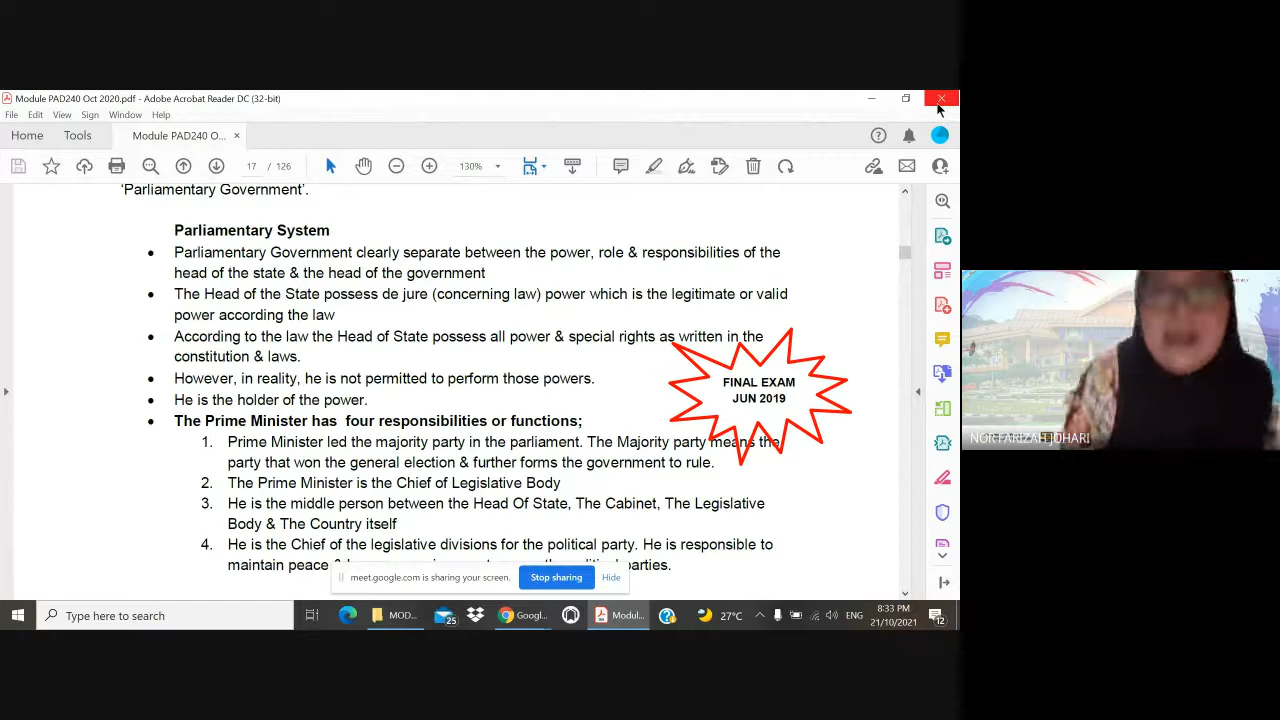 Module PAD240 Oct 2020.pdf - Adobe Acrobat Reader DC (32-bit)
File Edit View Sign Window Help
Home Tools Module PAD240 O... ×
17 / 126 130%
'Parliamentary Government'.
Parliamentary System
• Parliamentary Government clearly separate between the power, role & responsibilities of the
head of the state & the head of the government
• The Head of the State possess de jure (concerning law) power which is the legitimate or valid
power according the law
• According to the law the Head of State possess all power & special rights as written in the
constitution & laws.
• However, in reality, he is not permitted to perform those powers.
• He is the holder of the power.
FINAL EXAM
JUN 2019
• The Prime Minister has four responsibilities or functions;
1. Prime Minister led the majority party in the parliament. The Majority party means the
party that won the general election & further forms the government to rule.
2. The Prime Minister is the Chief of Legislative Body
3. He is the middle person between the Head Of State, The Cabinet, The Legislative
Body & The Country itself
4. He is the Chief of the legislative divisions for the political party. He is responsible to
maintain peace parties.
meet.google.com is sharing your screen. Stop sharing Hide
Type here to search MOD... 25 Googl... Modul... 27°C ENG 8:33 PM
21/10/2021 12
NOR FARIZAH JOHARI